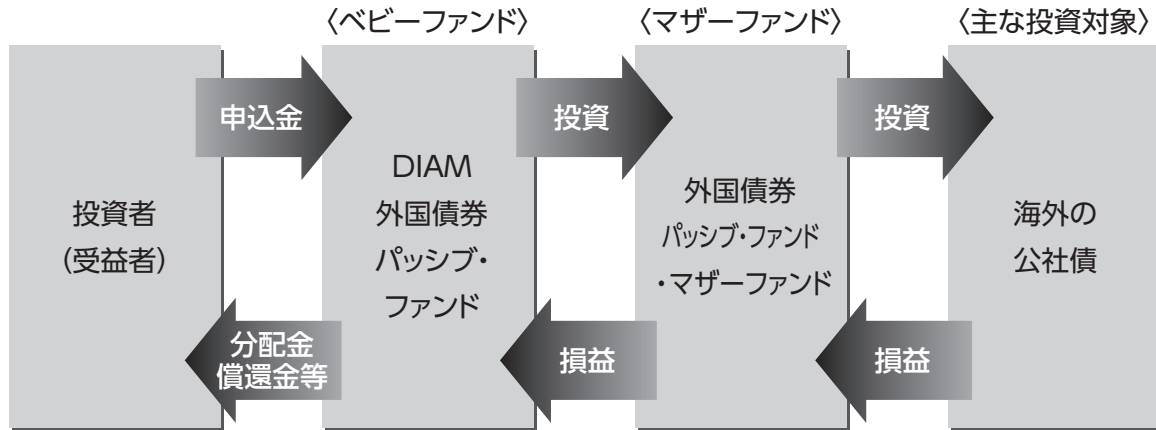 〈ベビーファンド〉
〈マザーファンド〉
〈主な投資対象〉
申込金
投資
投資
投資者
(受益者)
DIAM
外国債券
パッシブ・
ファンド
外国債券
パッシブ・ファンド
・マザーファンド
海外の
公社債
分配金
償還金等
損益
損益